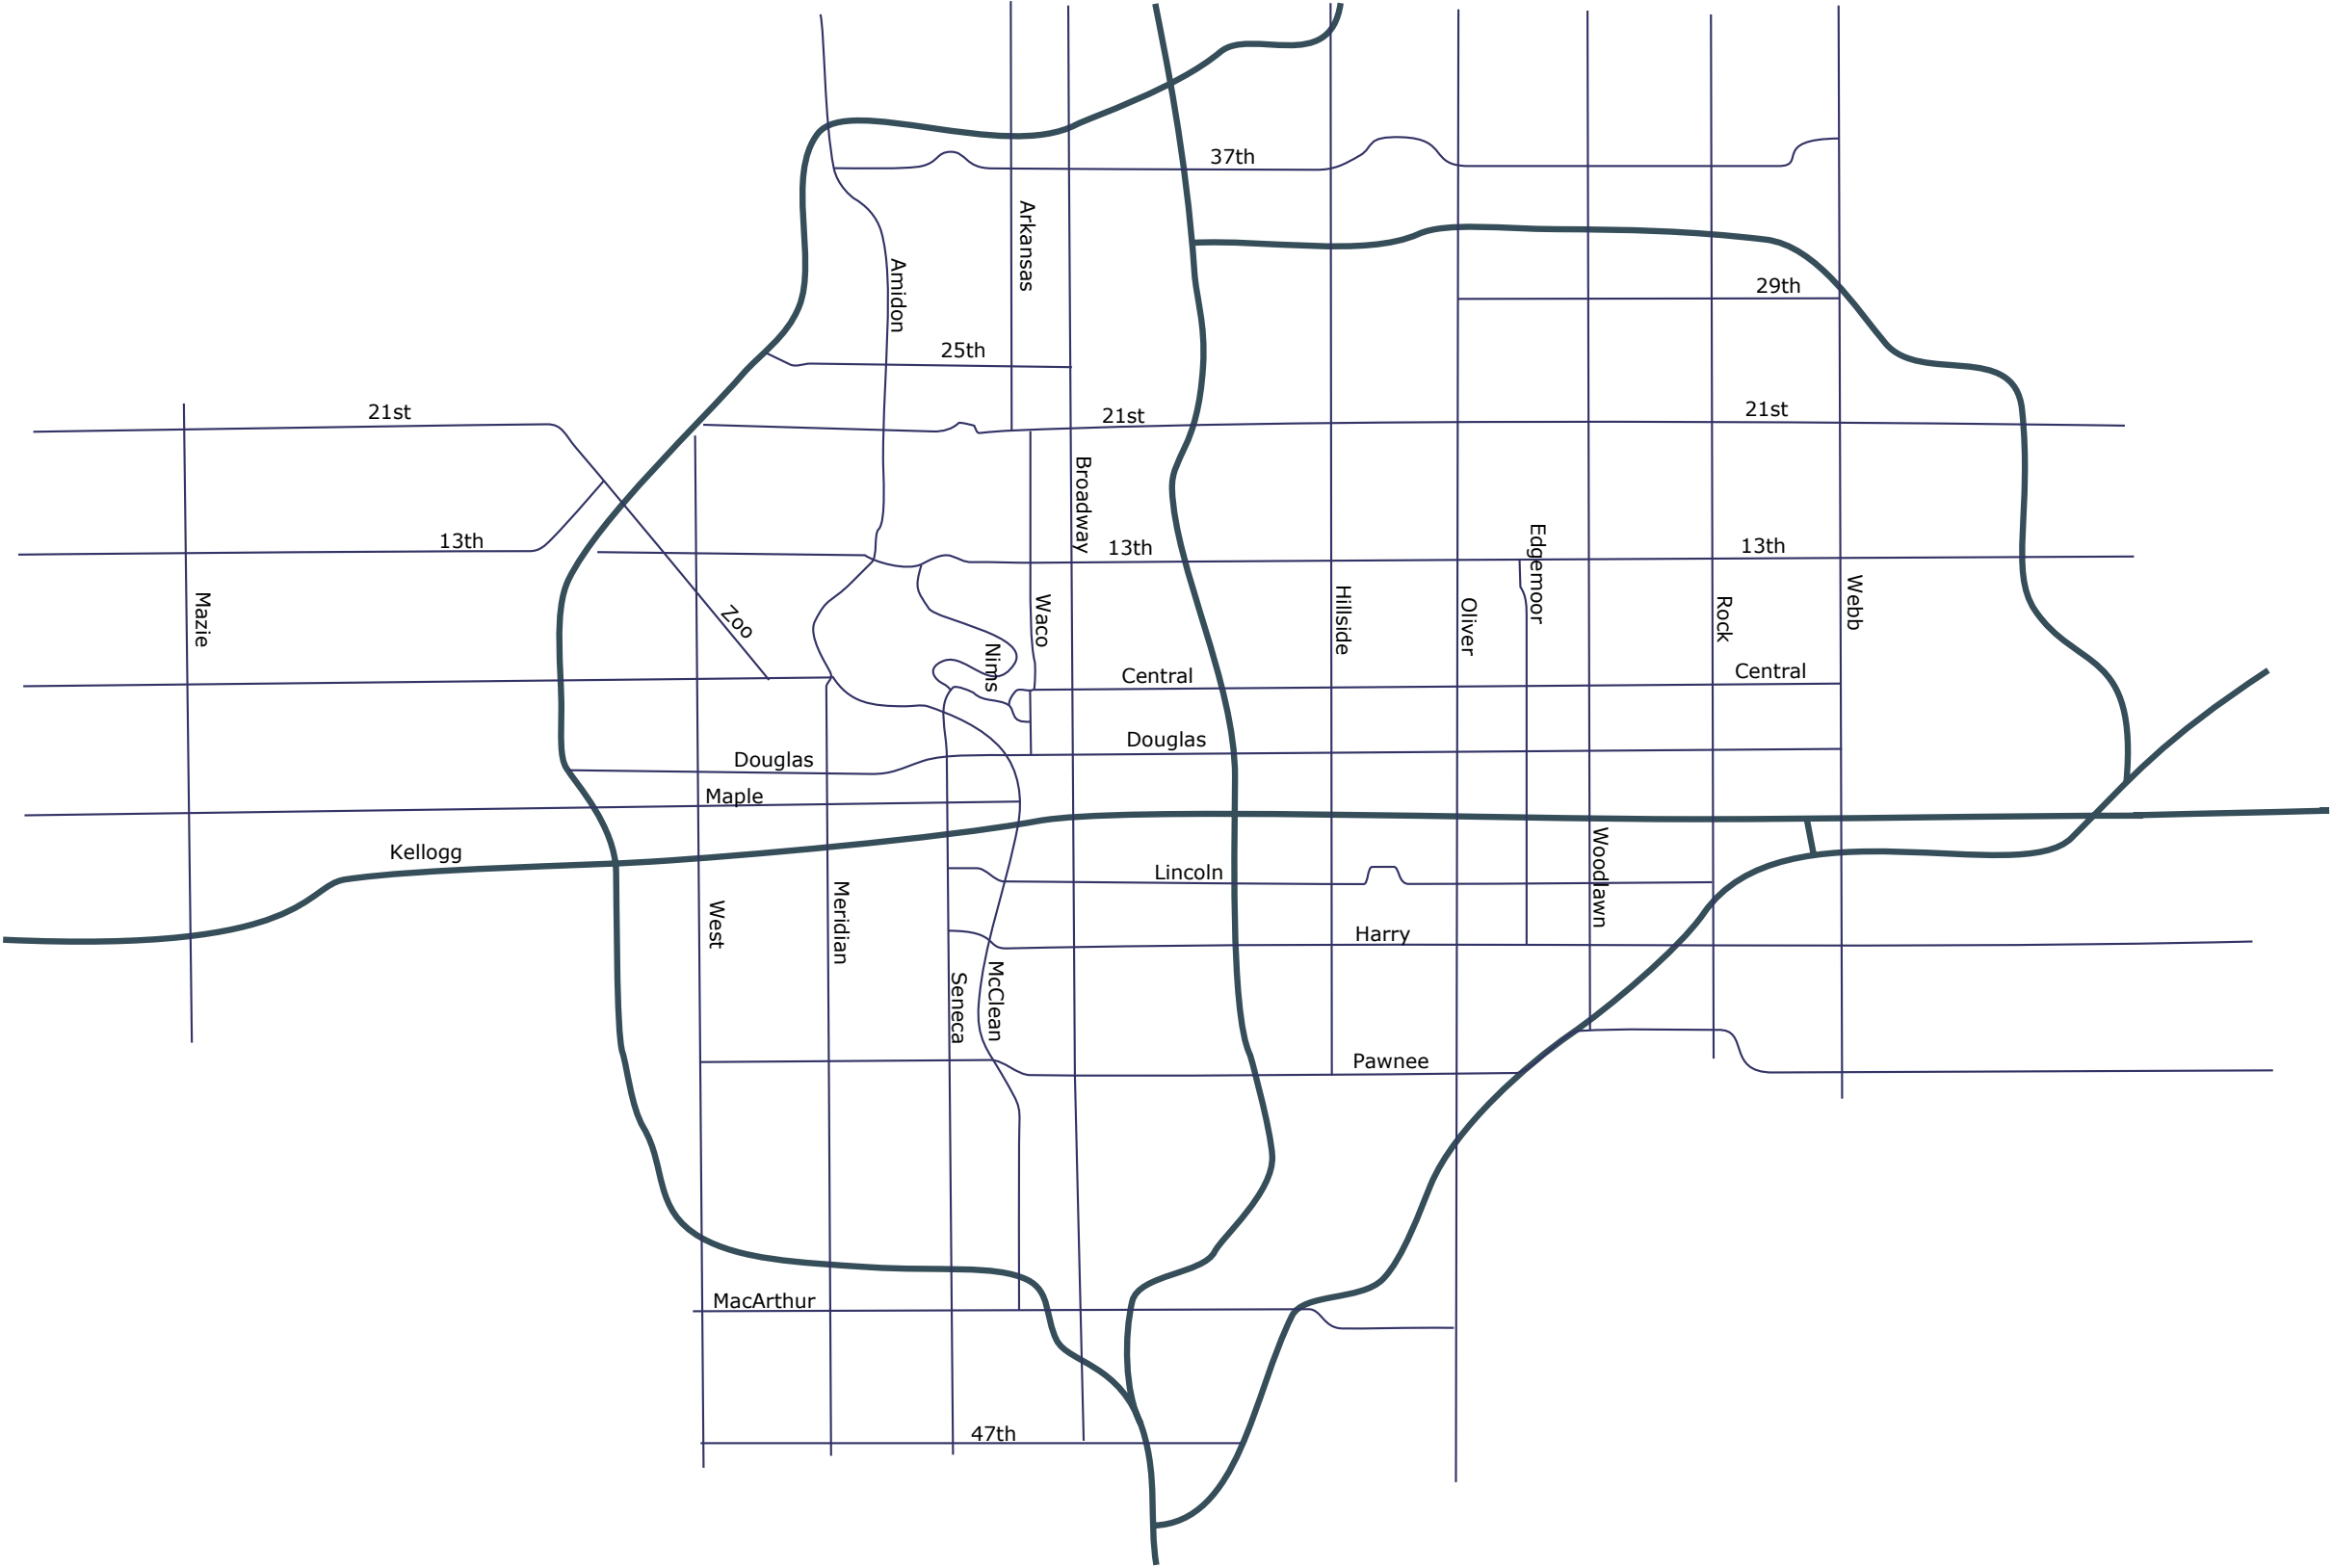 37th
Arkansas
Amidon
29th
25th
21st
21st
21st
Broadway
13th
13th
13th
Edgemoor
Mazie
Zoo
Waco
Hillside
Oliver
Rock
Webb
Nims
Central
Central
Douglas
Douglas
Maple
Kellogg
Woodlawn
Lincoln
Meridian
West
Harry
Seneca
McClean
Pawnee
MacArthur
47th